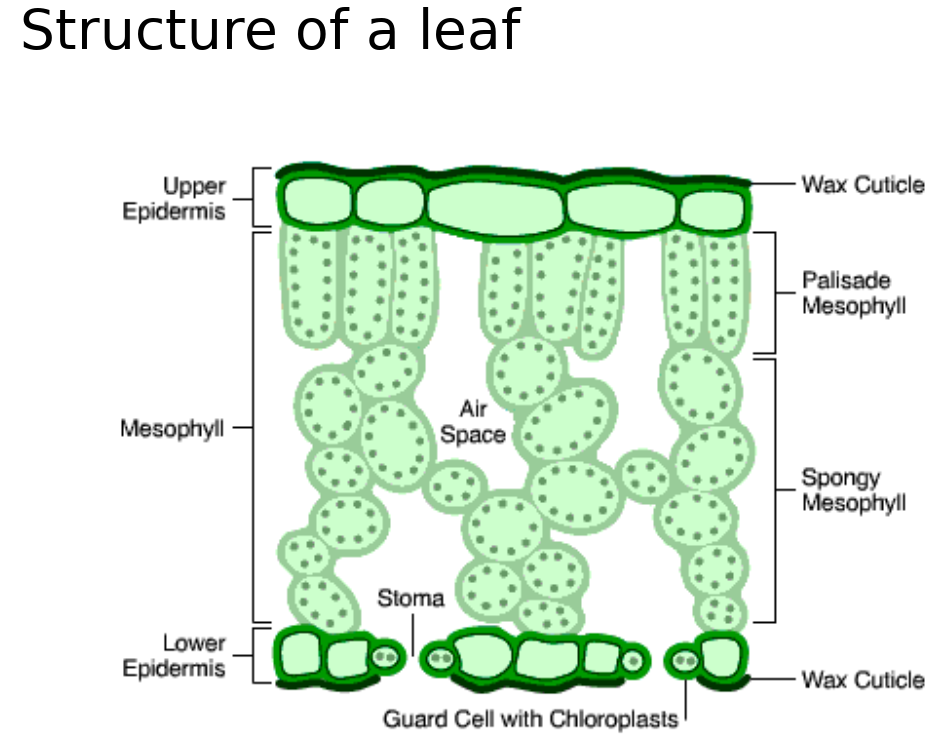 Structure of a leaf
Upper
Epidermis
Wax Cuticle
Palisade
Mesophyll
Mesophyll
Air
Space
Spongy
Mesophyll
Stoma
Lower
Epidermis
Wax Cuticle
Guard Cell with Chloroplasts